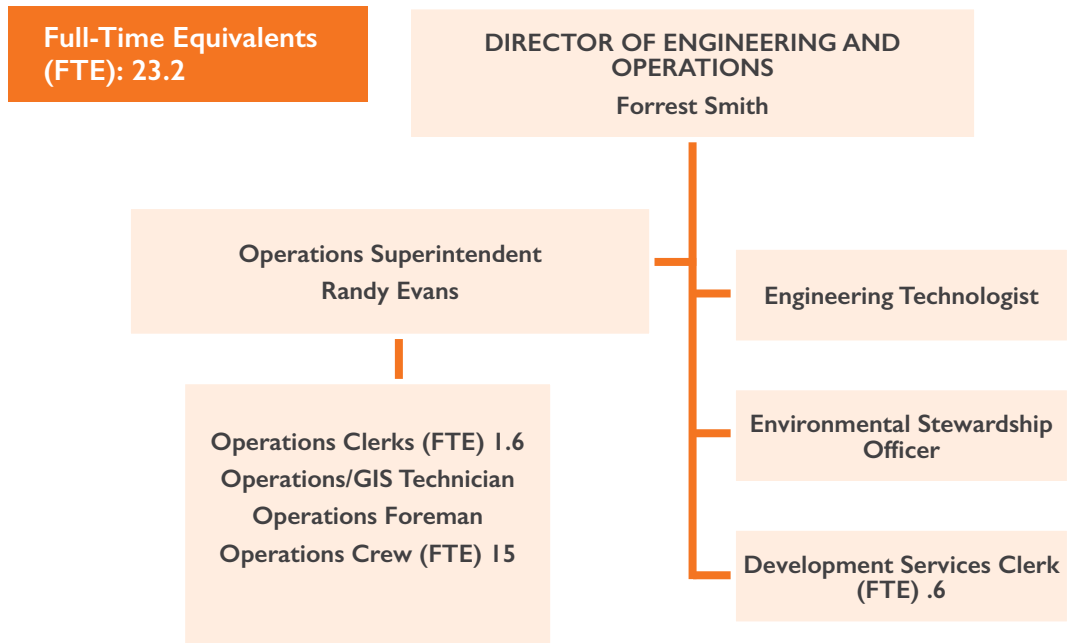 Full-Time Equivalents
(FTE): 23.2
DIRECTOR OF ENGINEERING AND
OPERATIONS
Forrest Smith
Operations Superintendent
Randy Evans
Engineering Technologist
Environmental Stewardship
Officer
Development Services Clerk
(FTE) .6
Operations Clerks (FTE) 1.6
Operations/GIS Technician
Operations Foreman
Operations Crew (FTE) 15